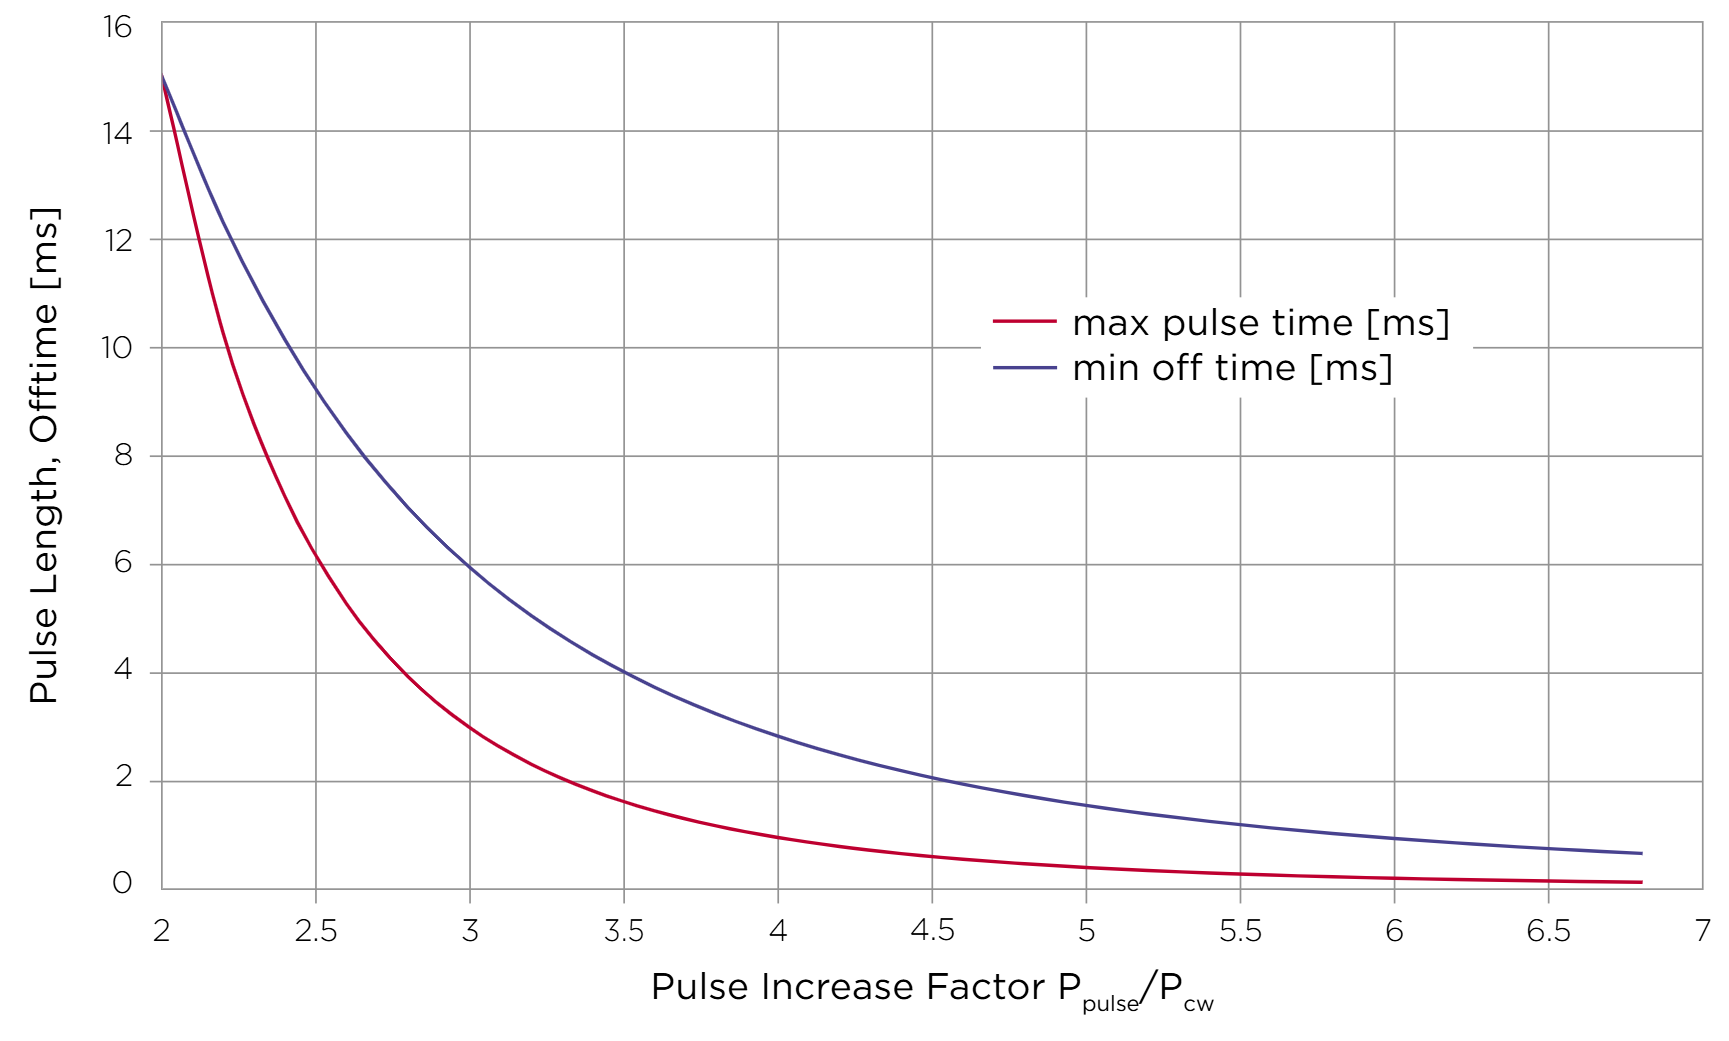 16
14
12
10
8
6
4
2
0
Pulse Length, Offtime [ms]
max pulse time [ms]
min off time [ms]
2 2.5 3 3.5 4 4.5 5 5.5 6 6.5 7
Pulse Increase Factor Ppulse/Pcw